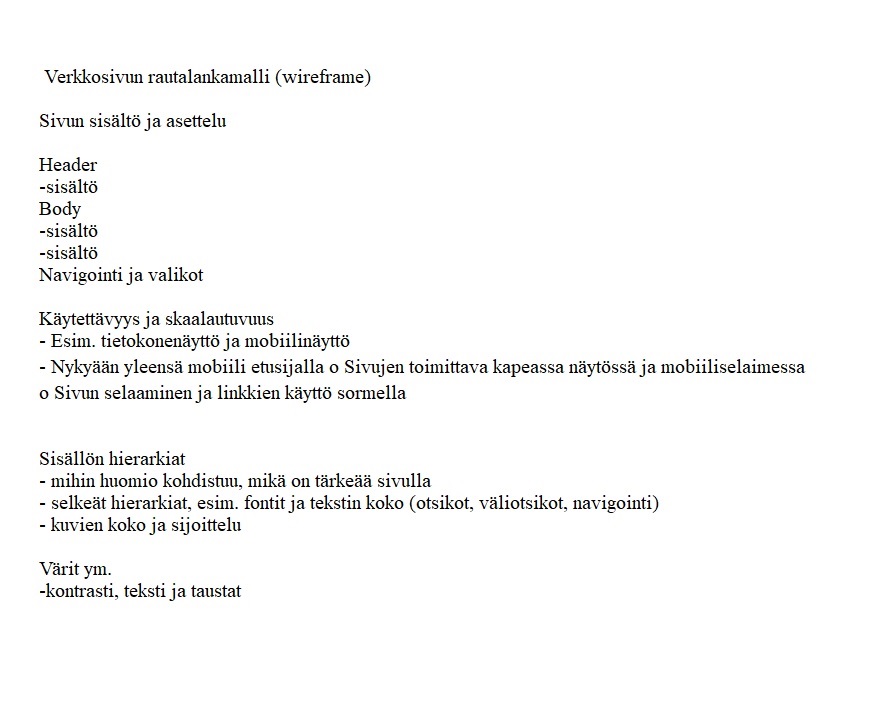 Verkkosivun rautalankamalli (wireframe)
Sivun sisältö ja asettelu
Header
-sisältö
Body
-sisältö
-sisältö
Navigointi ja valikot
Käytettävyys ja skaalautuvuus
- Esim. tietokonenäyttö ja mobiilinäyttö
- Nykyään yleensä mobiili etusijalla o Sivujen toimittava kapeassa näytössä ja mobiiliselaimessa
o Sivun selaaminen ja linkkien käyttö sormella
Sisällön hierarkiat
- mihin huomio kohdistuu, mikä on tärkeää sivulla
- selkeät hierarkiat, esim. fontit ja tekstin koko (otsikot, väliotsikot, navigointi)
- kuvien koko ja sijoittelu
Värit ym.
-kontrasti, teksti ja taustat